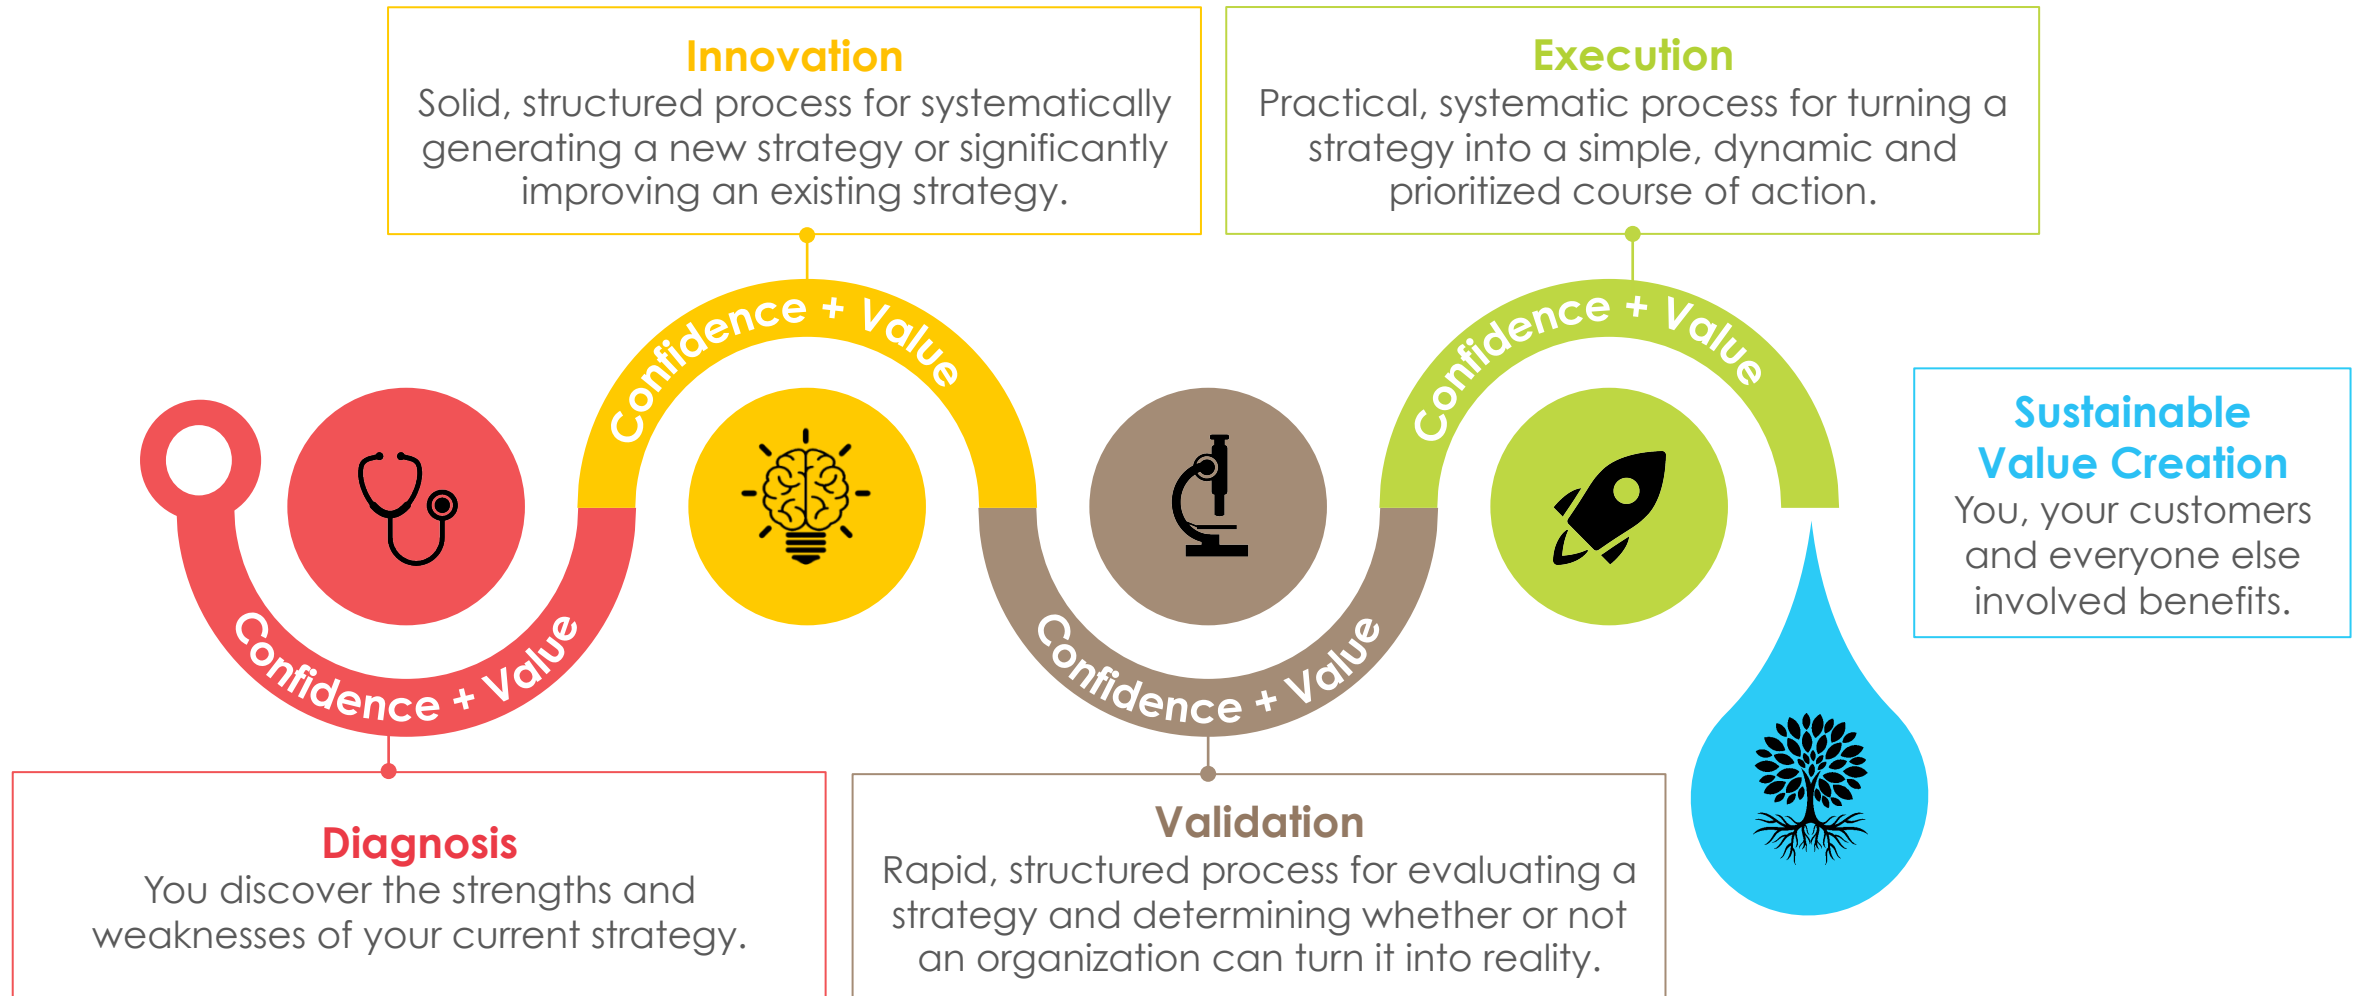 Innovation
Solid, structured process for systematically
generating a new strategy or significantly
improving an existing strategy.
Execution
Practical, systematic process for turning a
strategy into a simple, dynamic and
prioritized course of action.
Confidence + Value
Confidence + Value
Confidence + Value
Confidence + Value
Sustainable
Value Creation
You, your customers
and everyone else
involved benefits.
Diagnosis
You discover the strengths and
weaknesses of your current strategy.
Validation
Rapid, structured process for evaluating a
strategy and determining whether or not
an organization can turn it into reality.